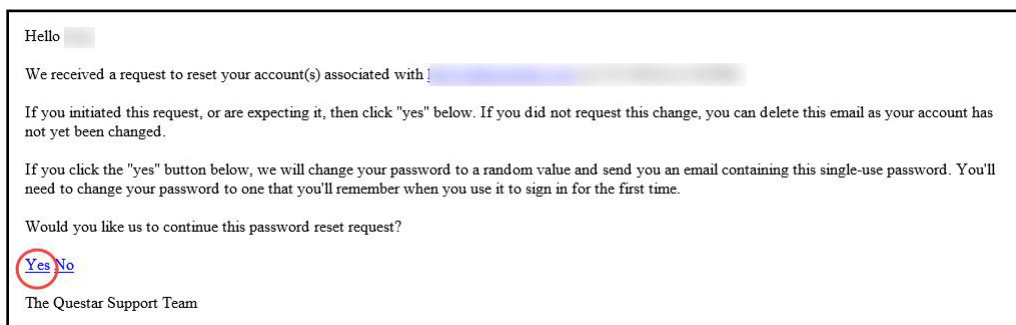 Hello
We received a request to reset your account(s) associated with
If you initiated this request, or are expecting it, then click "yes" below. If you did not request this change, you can delete this email as your account has
not yet been changed.
If you click the "yes" button below, we will change your password to a random value and send you an email containing this single-use password. You'll
need to change your password to one that you'll remember when you use it to sign in for the first time.
Would you like us to continue this password reset request?
Yes No
The Questar Support Team